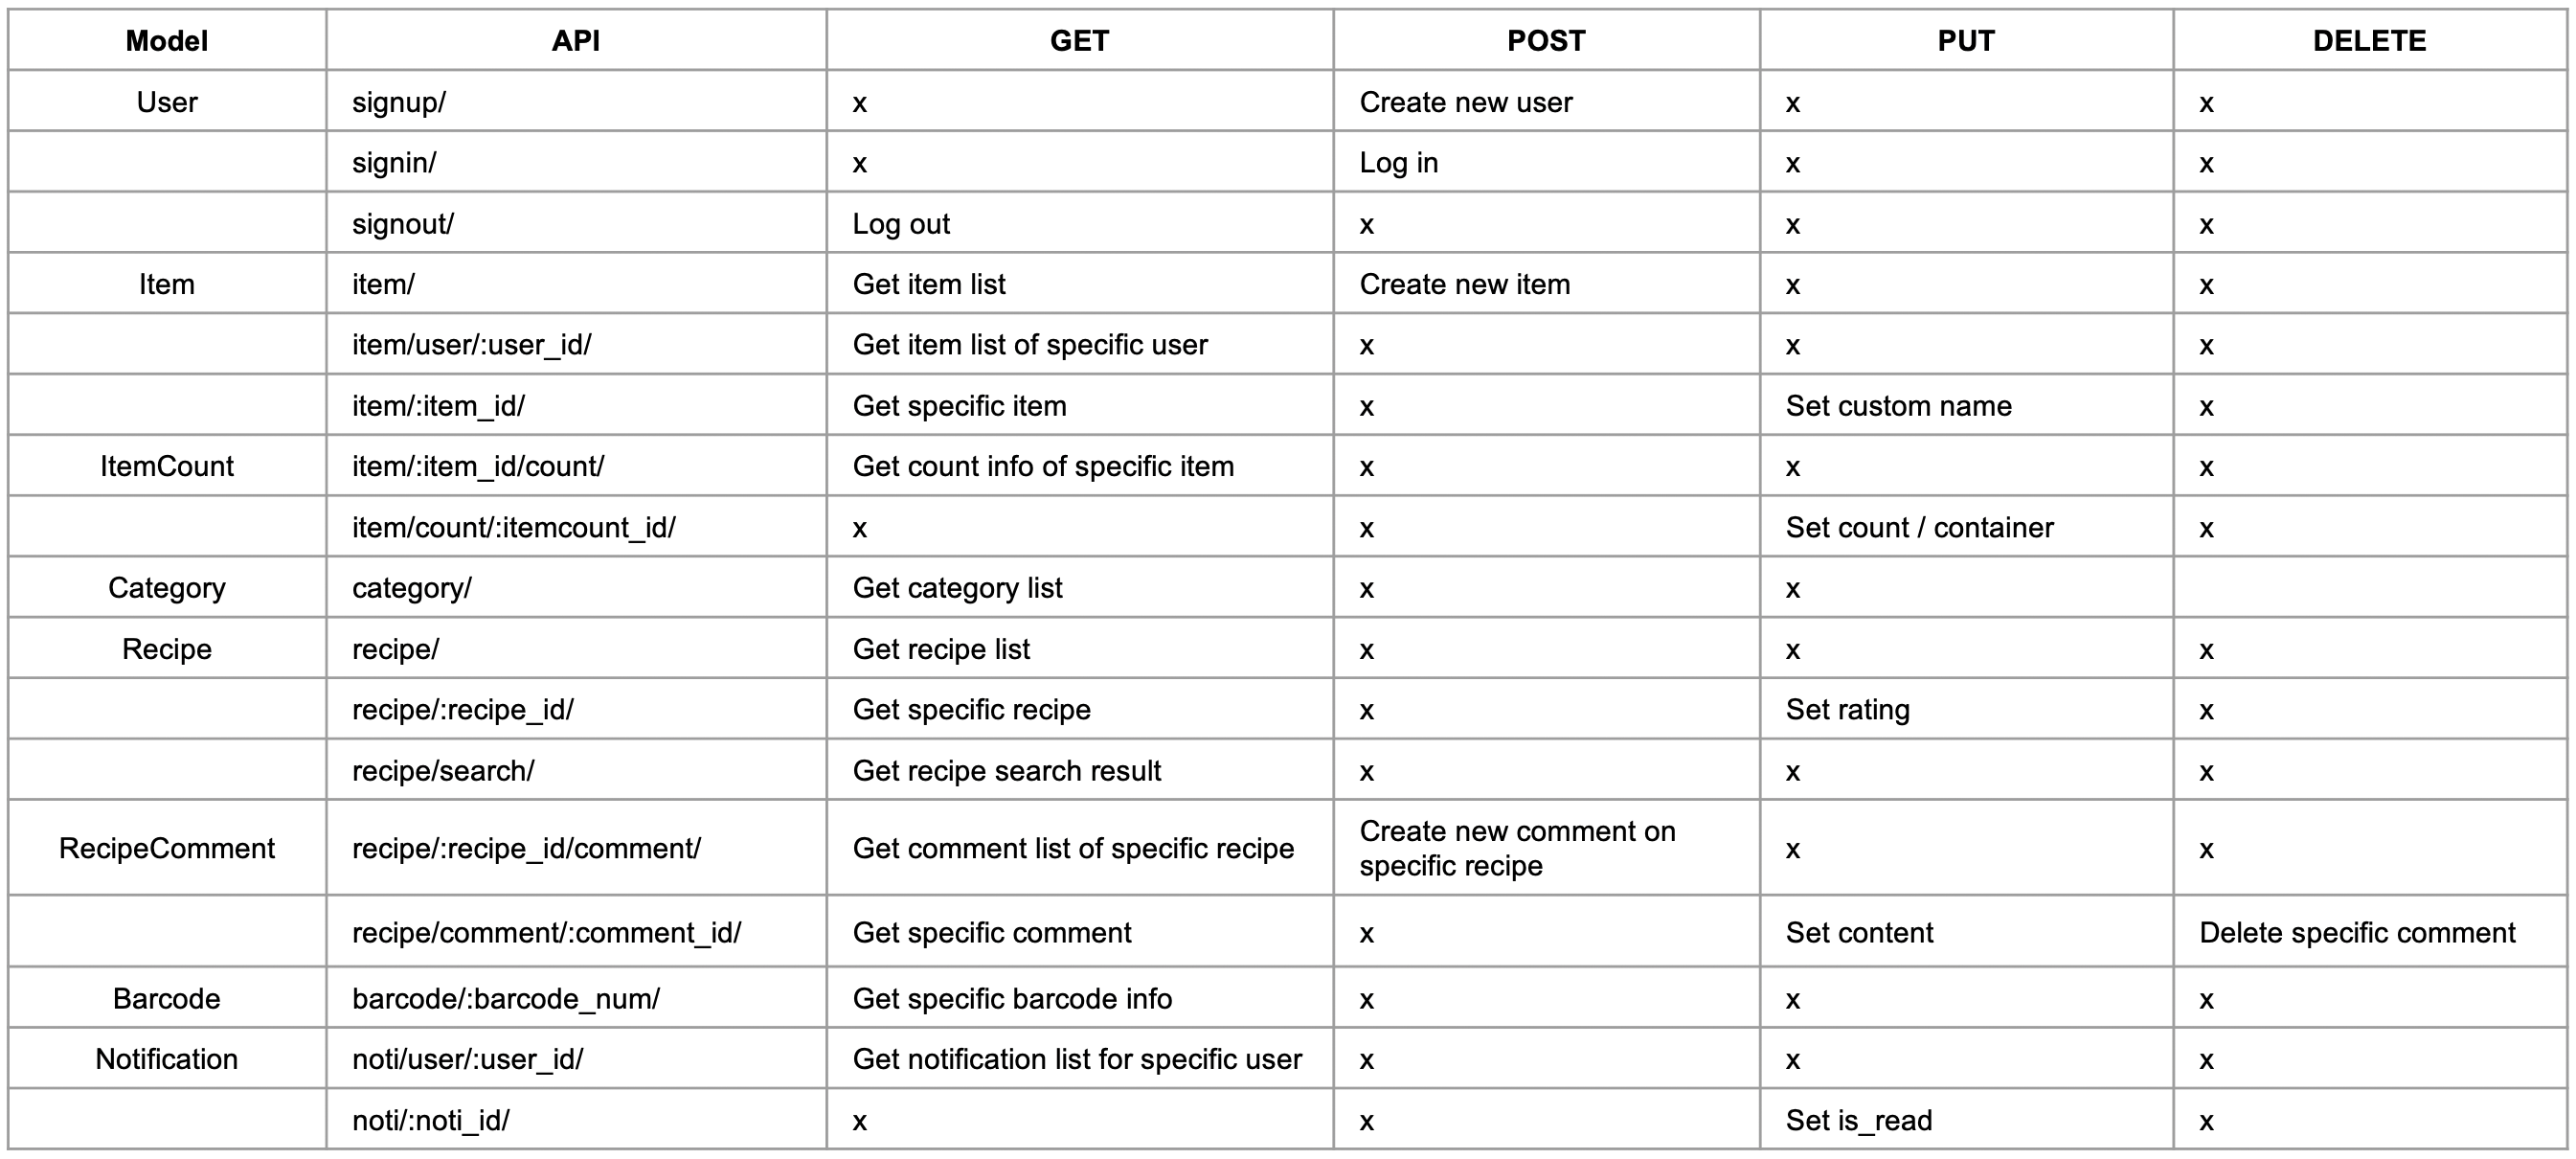 Model API GET POST PUT DELETE
User signup/ x Create new user x x
signin/ x Log in x x
signout/ Log out x x x
Item item/ Get item list Create new item x x
item/user/:user_id/ Get item list of specific user x x x
item/:item_id/ Get specific item x Set custom name x
ItemCount item/:item_id/count/ Get count info of specific item x x x
item/count/:itemcount_id/ x x Set count / container x
Category category/ Get category list x x
Recipe recipe/ Get recipe list x x x
recipe/:recipe_id/ Get specific recipe x Set rating x
recipe/search/ Get recipe search result x x x
RecipeComment recipe/:recipe_id/comment/ Get comment list of specific recipe Create new comment on
specific recipe x x
recipe/comment/:comment_id/ Get specific comment x Set content Delete specific comment
Barcode barcode/:barcode_num/ Get specific barcode info x x x
Notification noti/user/:user_id/ Get notification list for specific user x x x
noti/:noti_id/ x x Set is_read x